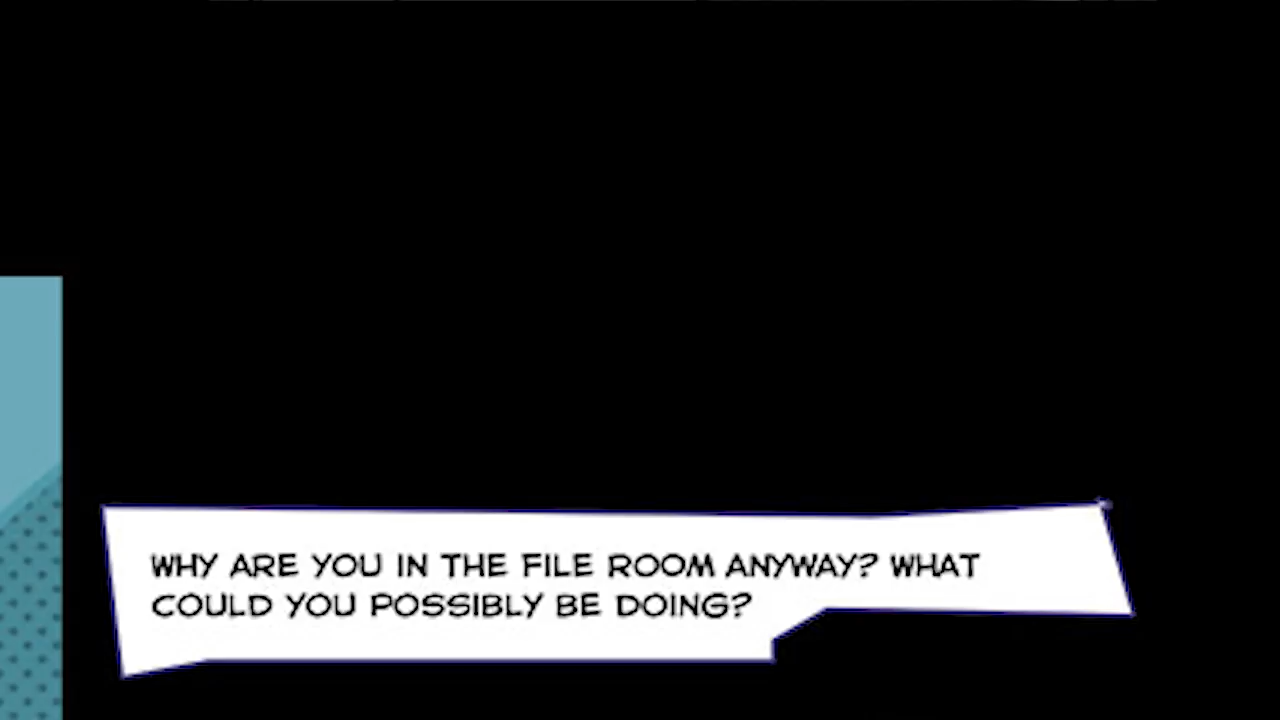 WHY ARE YOU IN THE FILE ROOM ANYWAY? WHAT
COULD YOU POSSIBLY BE DOING?